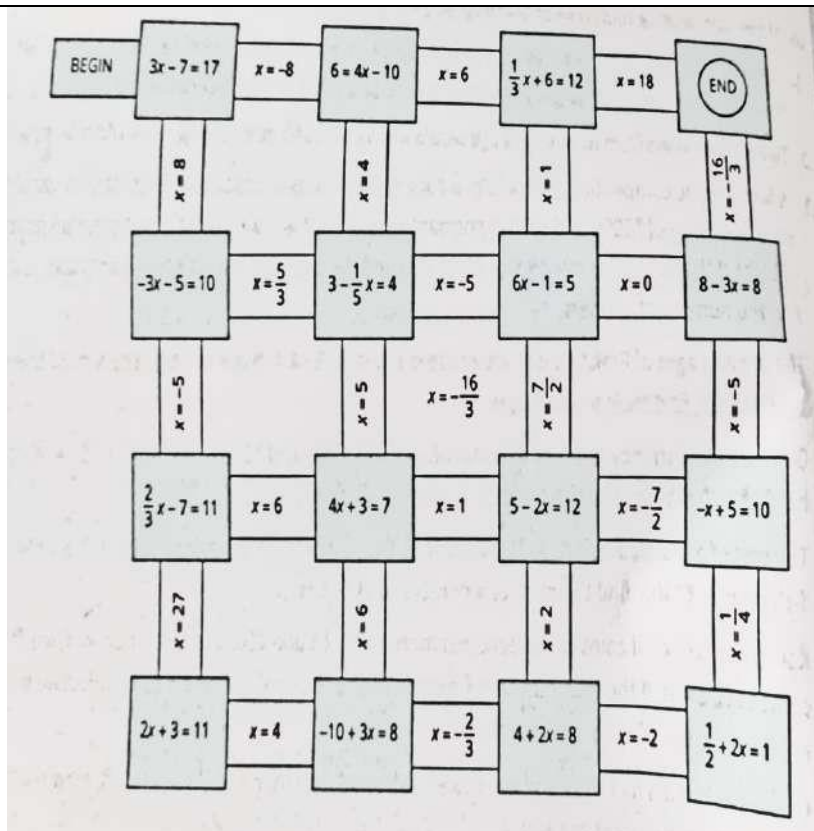 BEGIN 3x – 7 = 17 x = –8 6 = 4x – 10 x = 6 1/3 x + 6 = 12 x = 18 END
x = 8 x = 4 x = 1 x = –16/3
–3x – 5 = 10 x = 5/3 3 – 1/5 x = 4 x = –5 6x – 1 = 5 x = 0 8 – 3x = 8
x = –5 x = 5 x = –16/3 x = 7/2 x = –5
2/3 x – 7 = 11 x = 6 4x + 3 = 7 x = 1 5 – 2x = 12 x = –7/2 –x + 5 = 10
x = 27 x = 6 x = 2 x = 1/4
2x + 3 = 11 x = 4 –10 + 3x = 8 x = –2/3 4 + 2x = 8 x = –2 1/2 + 2x = 1